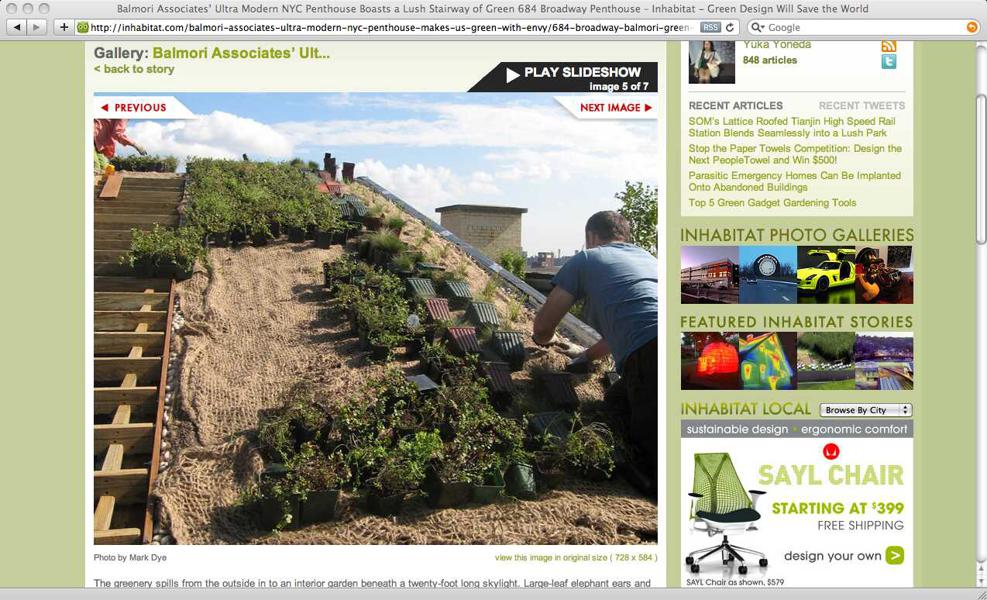 Balmori Associates' Ultra Modern NYC Penthouse Boasts a Lush Stairway of Green 684 Broadway Penthouse – Inhabitat – Green Design Will Save the World
http://inhabitat.com/balmori-associates-ultra-modern-nyc-penthouse-makes-us-green-with-envy/684-broadway-balmori-green-
RSS
Google
Gallery: Balmori Associates' Ult...
< back to story
PLAY SLIDESHOW
image 5 of 7
PREVIOUS
NEXT IMAGE
Photo by Mark Dye
view this image in original size ( 728 x 584 )
The greenery spills from the outside in to an interior garden beneath a twenty-foot long skylight. Large-leaf elephant ears and
Yuka Yoneda
848 articles
RECENT ARTICLES RECENT TWEETS
SOM's Lattice Roofed Tianjin High Speed Rail
Station Blends Seamlessly into a Lush Park
Stop the Paper Towels Competition: Design the
Next PeopleTowel and Win $500!
Parasitic Emergency Homes Can Be Implanted
Onto Abandoned Buildings
Top 5 Green Gadget Gardening Tools
INHABITAT PHOTO GALLERIES
FEATURED INHABITAT STORIES
INHABITAT LOCAL Browse By City
sustainable design • ergonomic comfort
SAYL CHAIR
STARTING AT $399
FREE SHIPPING
design your own >
SAYL Chair as shown, $579